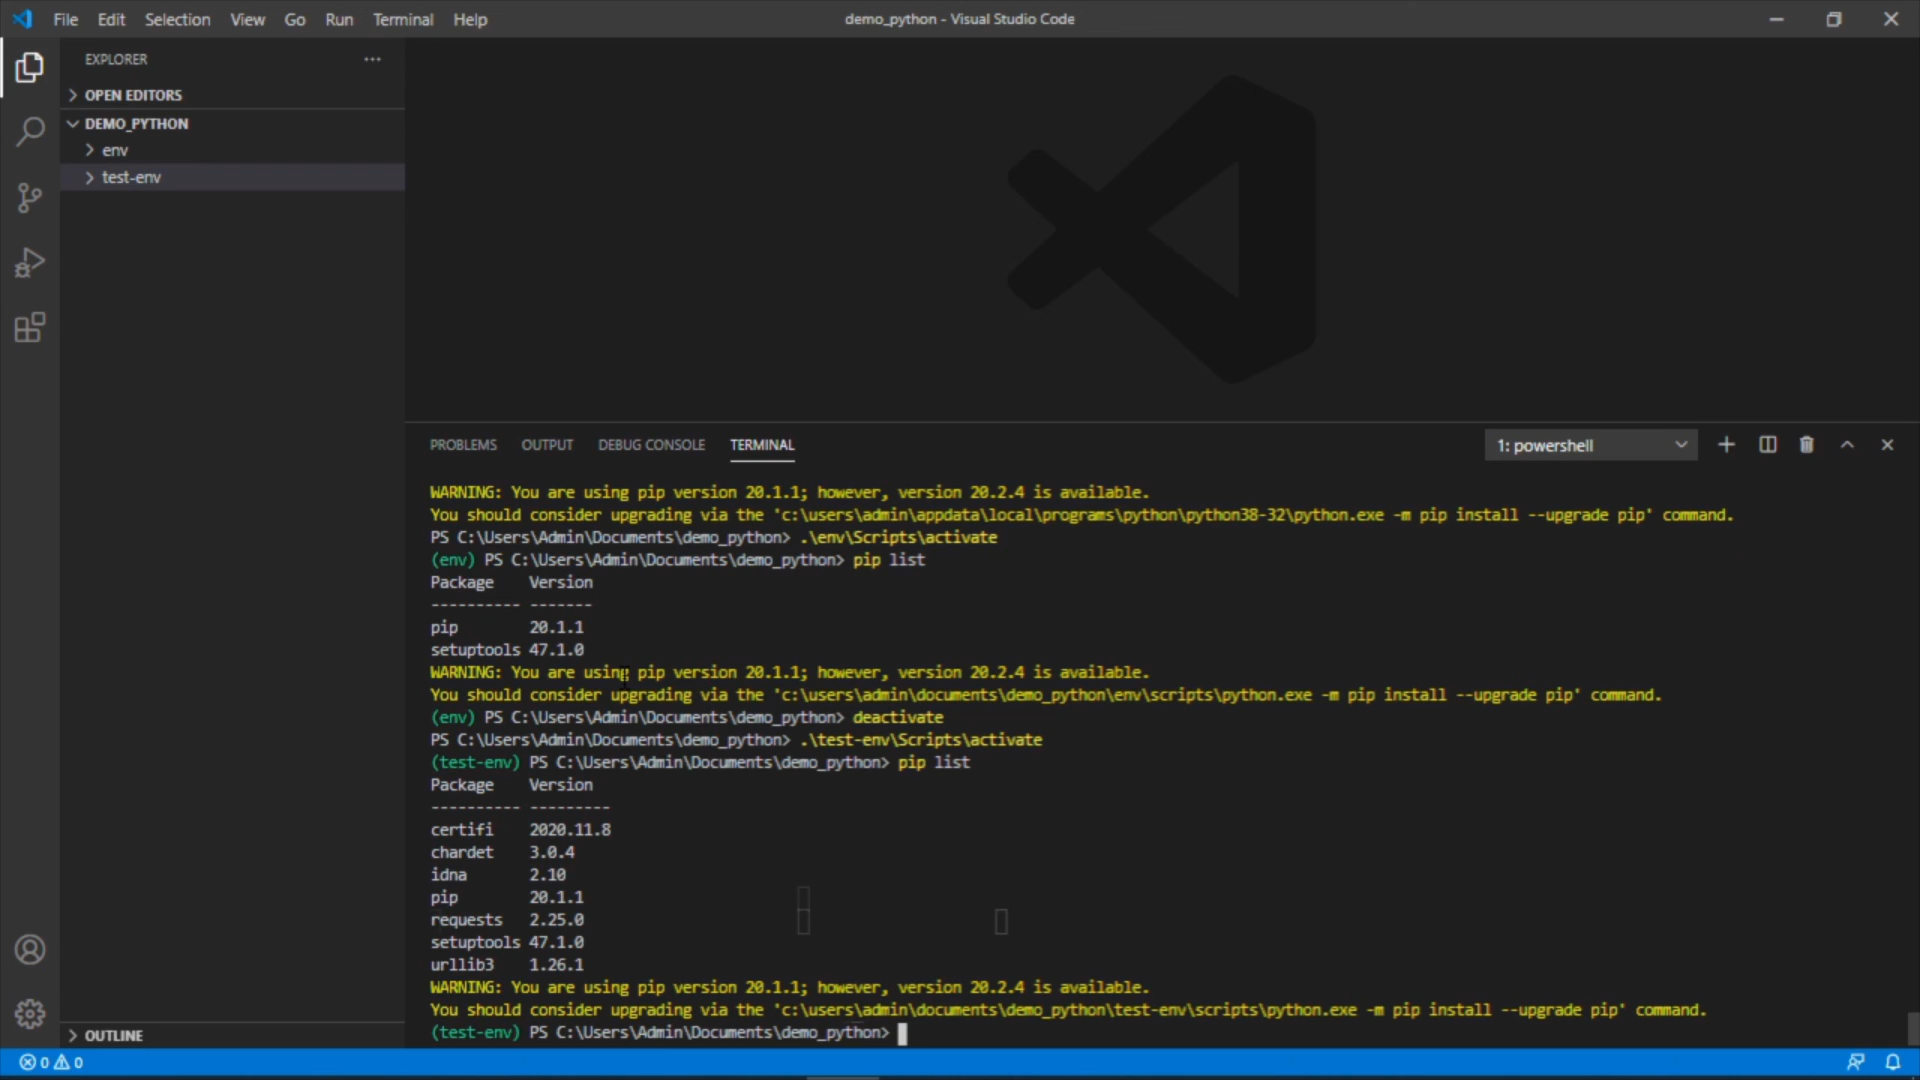 File Edit Selection View Go Run Terminal Help
demo_python - Visual Studio Code
EXPLORER
OPEN EDITORS
DEMO_PYTHON
env
test-env
PROBLEMS OUTPUT DEBUG CONSOLE TERMINAL
1: powershell
WARNING: You are using pip version 20.1.1; however, version 20.2.4 is available.
You should consider upgrading via the 'c:\users\admin\appdata\local\programs\python\python38-32\python.exe -m pip install --upgrade pip' command.
PS C:\Users\Admin\Documents\demo_python> .\env\Scripts\activate
(env) PS C:\Users\Admin\Documents\demo_python> pip list
Package    Version
---------- -------
pip        20.1.1
setuptools 47.1.0
WARNING: You are using pip version 20.1.1; however, version 20.2.4 is available.
You should consider upgrading via the 'c:\users\admin\documents\demo_python\env\scripts\python.exe -m pip install --upgrade pip' command.
(env) PS C:\Users\Admin\Documents\demo_python> deactivate
PS C:\Users\Admin\Documents\demo_python> .\test-env\Scripts\activate
(test-env) PS C:\Users\Admin\Documents\demo_python> pip list
Package    Version
---------- ---------
certifi    2020.11.8
chardet    3.0.4
idna       2.10
pip        20.1.1
requests   2.25.0
setuptools 47.1.0
urllib3    1.26.1
WARNING: You are using pip version 20.1.1; however, version 20.2.4 is available.
You should consider upgrading via the 'c:\users\admin\documents\demo_python\test-env\scripts\python.exe -m pip install --upgrade pip' command.
(test-env) PS C:\Users\Admin\Documents\demo_python>
OUTLINE
0 0